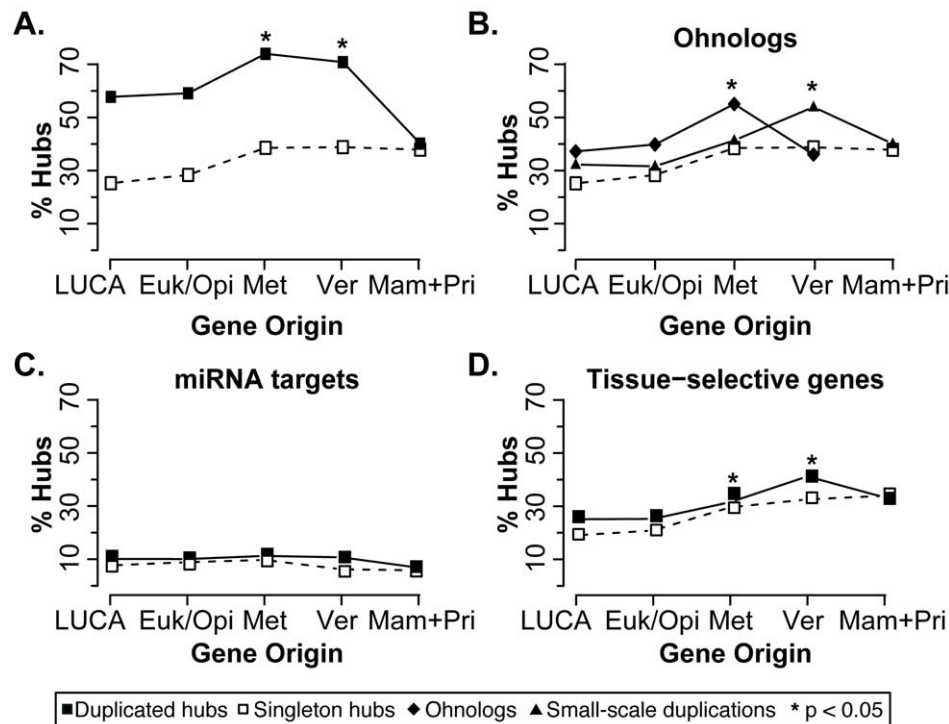 A.
% Hubs
70
50
30
10
LUCA Euk/Opi Met Ver Mam+Pri
Gene Origin
* *
B.
Ohnologs
% Hubs
70
50
30
10
LUCA Euk/Opi Met Ver Mam+Pri
Gene Origin
* *
C.
miRNA targets
% Hubs
70
50
30
10
LUCA Euk/Opi Met Ver Mam+Pri
Gene Origin
D.
Tissue−selective genes
% Hubs
70
50
30
10
LUCA Euk/Opi Met Ver Mam+Pri
Gene Origin
* *
Duplicated hubs Singleton hubs Ohnologs Small-scale duplications * p < 0.05